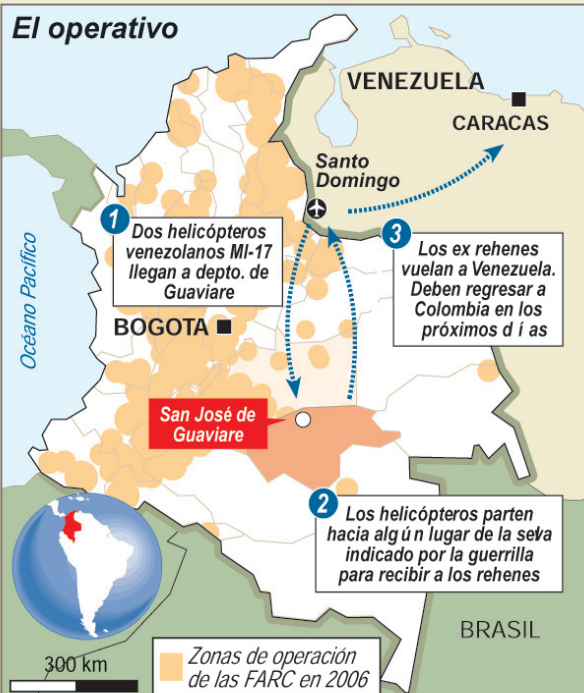 El operativo
VENEZUELA
CARACAS
Santo
Domingo
1
Dos helicópteros
venezolanos MI-17
llegan a depto. de
Guaviare
3
Los ex rehenes
vuelan a Venezuela.
Deben regresar a
Colombia en los
próximos d í as
Océano Pacífico
BOGOTA
San José de
Guaviare
2
Los helicópteros parten
hacia algú n lugar de la selva
indicado por la guerrilla
para recibir a los rehenes
BRASIL
300 km
Zonas de operación
de las FARC en 2006